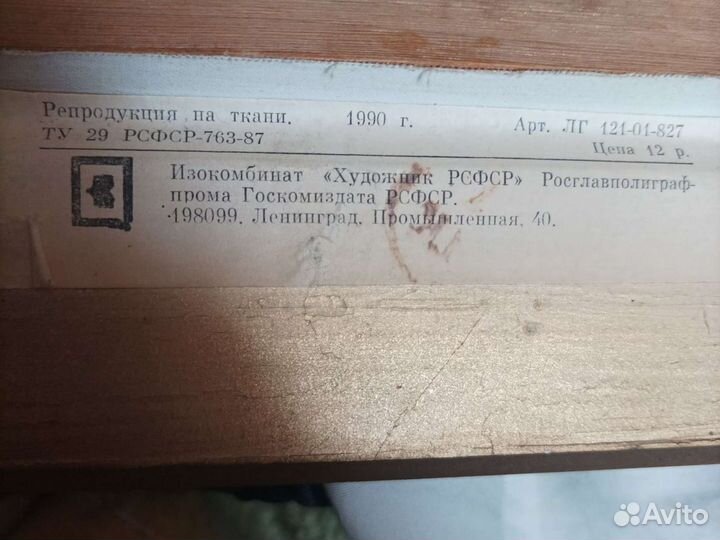 Репродукция на ткани. 1990 г. Арт. ЛГ 121-01-827
ТУ 29 РСФСР-763-87 Цена 12 р.
Изокомбинат «Художник РСФСР» Росглавполиграф-
прома Госкомиздата РСФСР.
198099. Ленинград, Промышленная, 40.
Avito